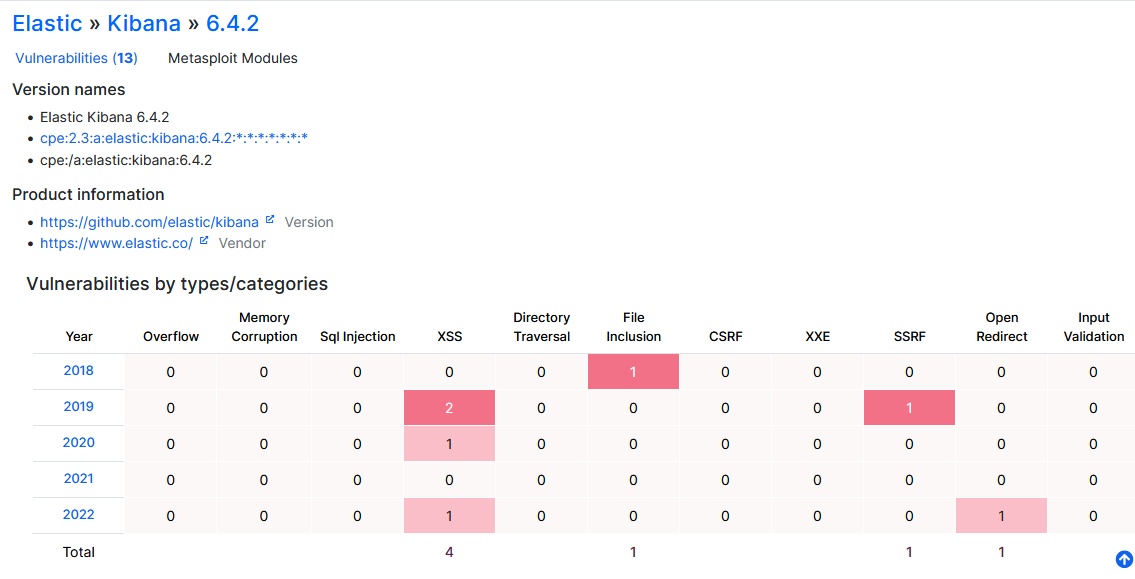 Elastic » Kibana » 6.4.2
Vulnerabilities (13) Metasploit Modules
Version names
• Elastic Kibana 6.4.2
• cpe:2.3:a:elastic:kibana:6.4.2:*:*:*:*:*:*:*
• cpe:/a:elastic:kibana:6.4.2
Product information
• https://github.com/elastic/kibana Version
• https://www.elastic.co/ Vendor
Vulnerabilities by types/categories
Year Overflow Memory Corruption Sql Injection XSS Directory Traversal File Inclusion CSRF XXE SSRF Open Redirect Input Validation
2018 0 0 0 0 0 1 0 0 0 0 0
2019 0 0 0 2 0 0 0 0 1 0 0
2020 0 0 0 1 0 0 0 0 0 0 0
2021 0 0 0 0 0 0 0 0 0 0 0
2022 0 0 0 1 0 0 0 0 0 1 0
Total 4 1 1 1